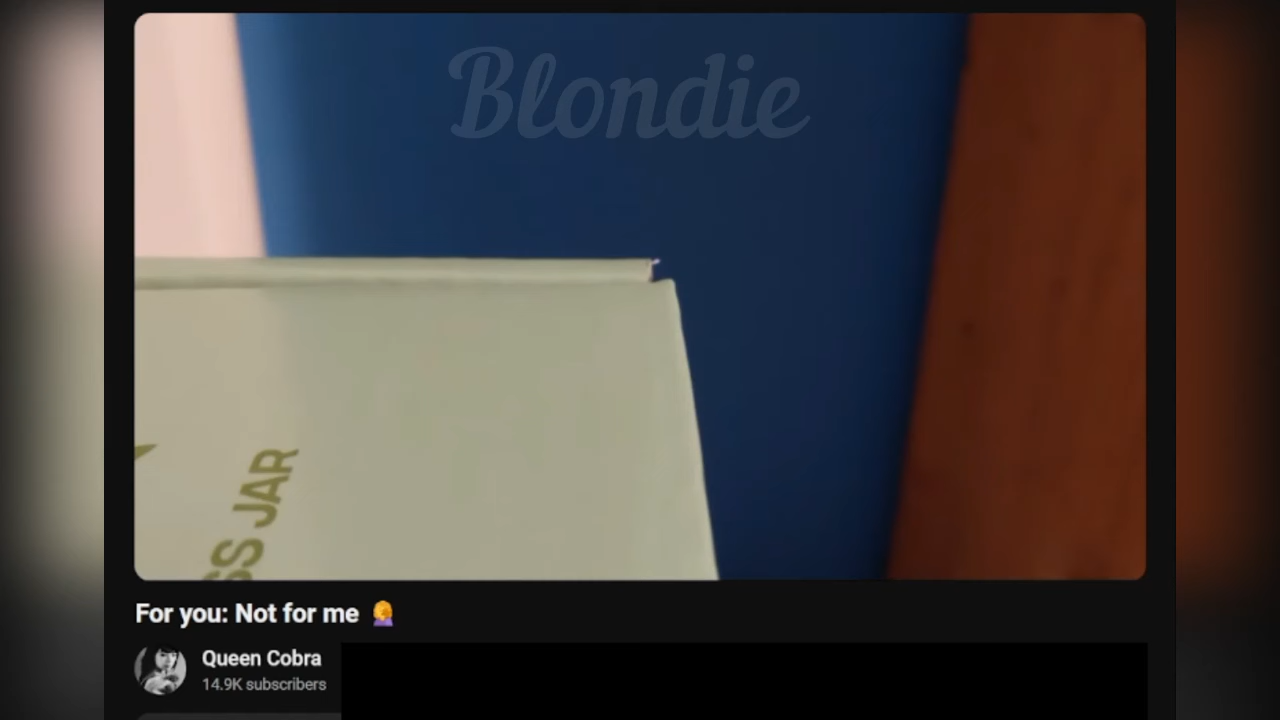 Blondie
SS JAR
For you: Not for me 🤦‍♀️
Queen Cobra
14.9K subscribers